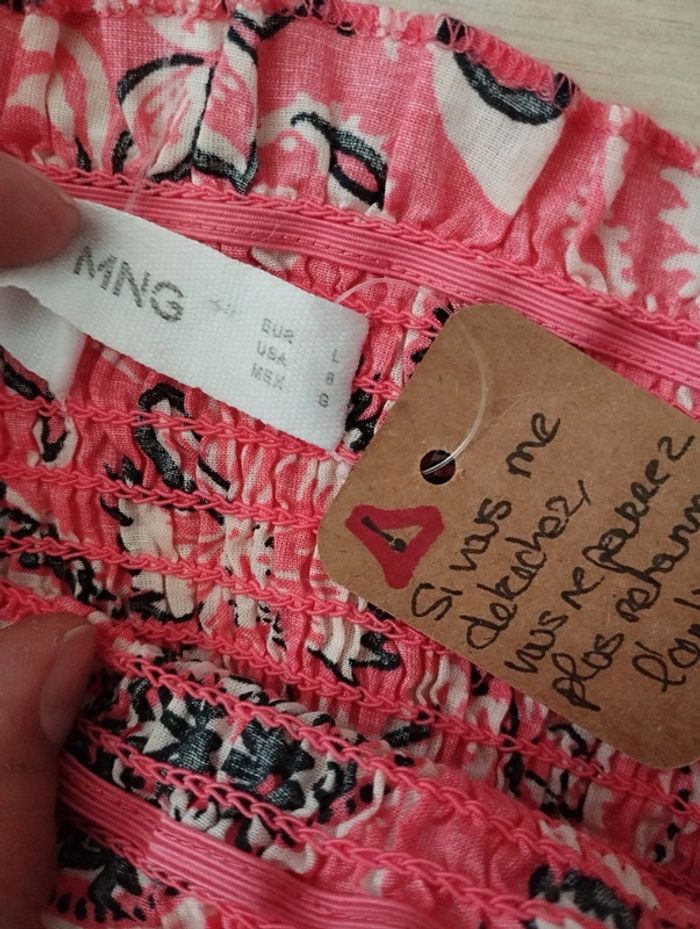 MNG
EUR L
USA 8
MEX G
!
Si vous me
detachez,
vous ne pourrez
plus